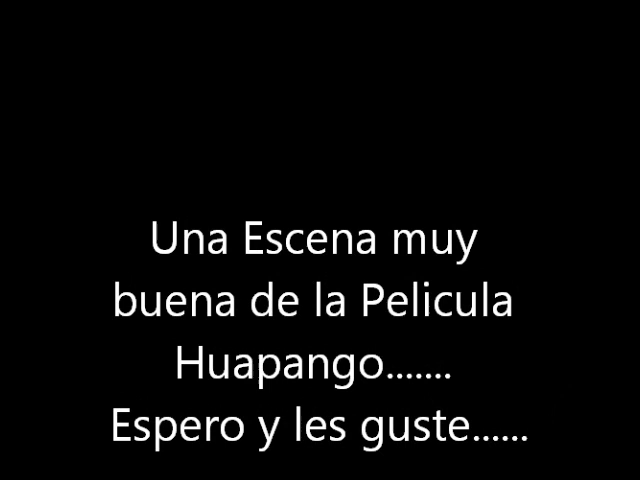 Una Escena muy
buena de la Pelicula
Huapango.......
Espero y les guste......